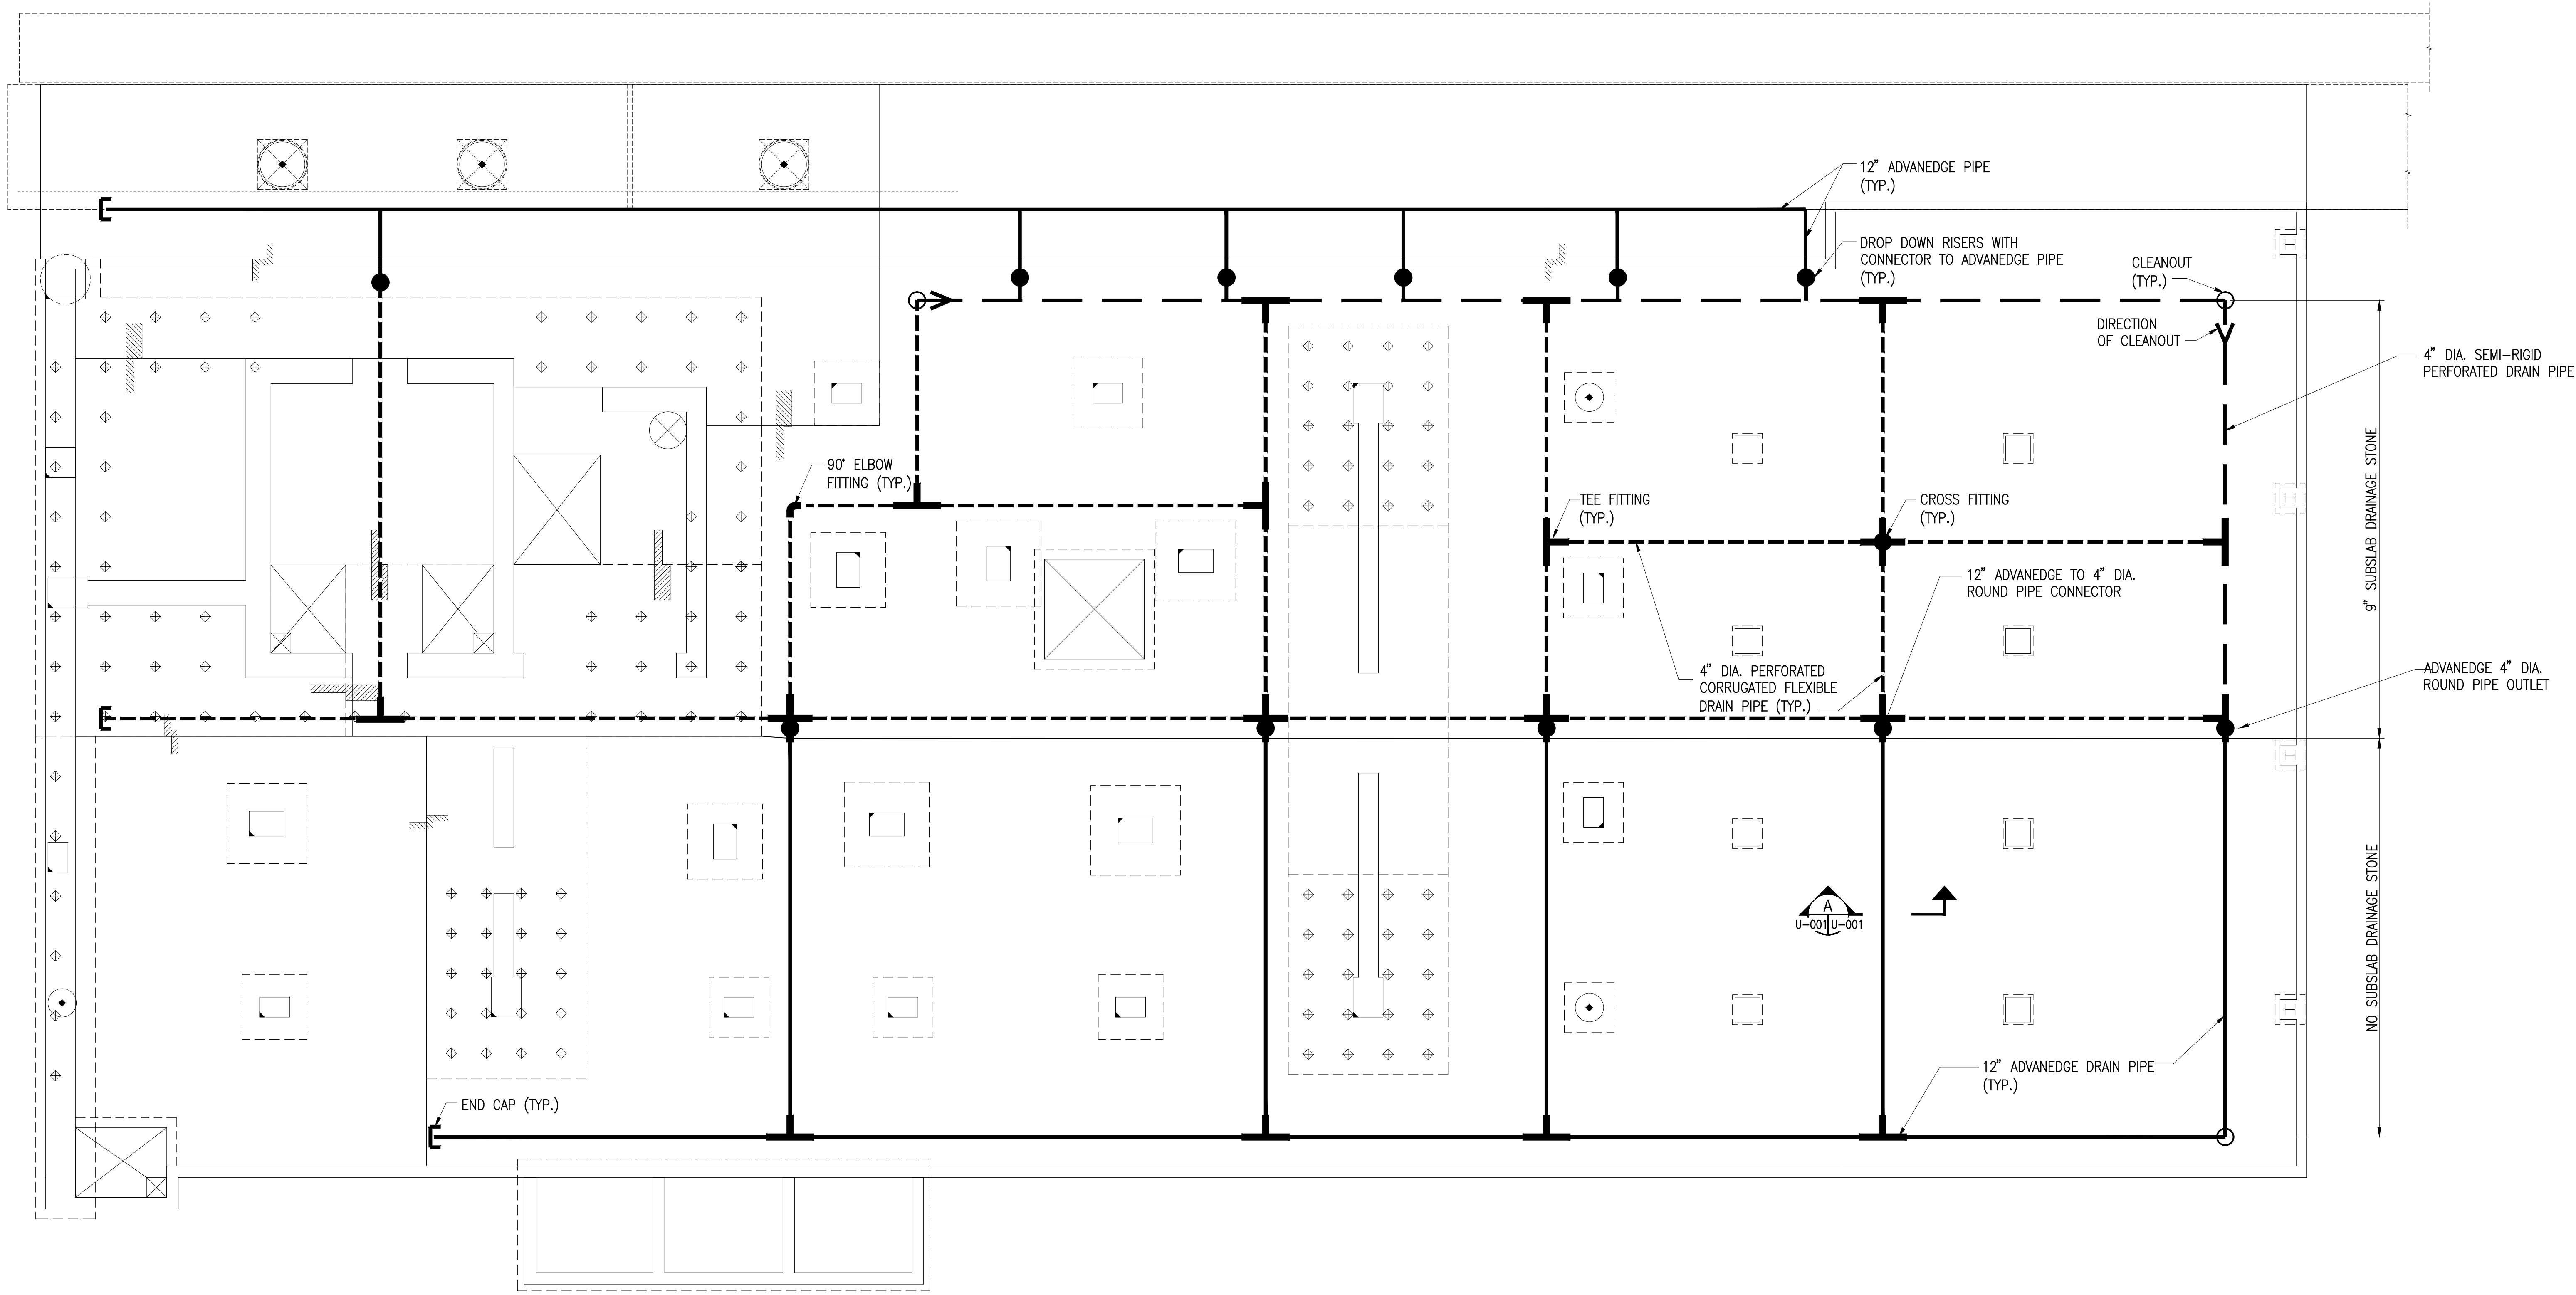 12" ADVANEDGE PIPE
(TYP.)
DROP DOWN RISERS WITH
CONNECTOR TO ADVANEDGE PIPE
(TYP.)
CLEANOUT
(TYP.)
DIRECTION
OF CLEANOUT
4" DIA. SEMI-RIGID
PERFORATED DRAIN PIPE
90° ELBOW
FITTING (TYP.)
TEE FITTING
(TYP.)
CROSS FITTING
(TYP.)
9" SUBSLAB DRAINAGE STONE
12" ADVANEDGE TO 4" DIA.
ROUND PIPE CONNECTOR
4" DIA. PERFORATED
CORRUGATED FLEXIBLE
DRAIN PIPE (TYP.)
ADVANEDGE 4" DIA.
ROUND PIPE OUTLET
NO SUBSLAB DRAINAGE STONE
A
U-001 U-001
12" ADVANEDGE DRAIN PIPE
(TYP.)
END CAP (TYP.)